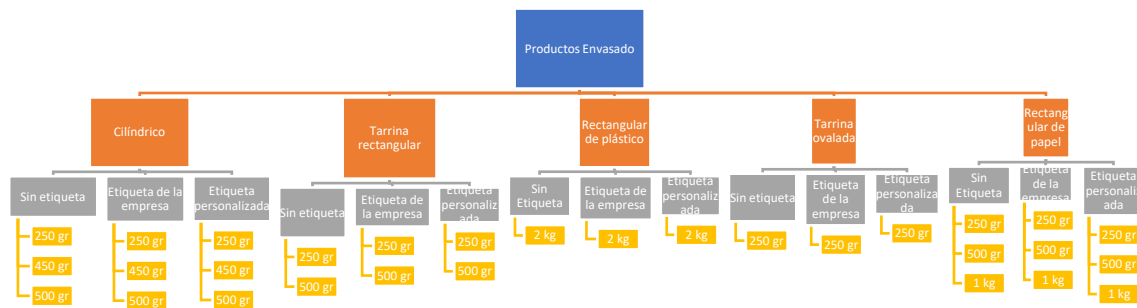 Productos Envasado
Cilíndrico
Tarrina
rectangular
Rectangular
de plástico
Tarrina
ovalada
Rectang
ular de
papel
Sin etiqueta
Etiqueta de la
empresa
Etiqueta
personalizada
Sin etiqueta
Etiqueta
de la
empresa
Etiqueta
personaliz
ada
Sin
Etiqueta
Etiqueta de
la empresa
Etiqueta
personaliz
ada
Sin etiqueta
Etiqueta
de la
empresa
Etiqueta
personaliza
da
Sin
Etiqueta
Etiqueta
de la
empresa
Etiqueta
personaliz
ada
250 gr
450 gr
500 gr
250 gr
450 gr
500 gr
250 gr
450 gr
500 gr
250 gr
500 gr
250 gr
500 gr
250 gr
500 gr
2 kg
2 kg
2 kg
250 gr
250 gr
250 gr
250 gr
500 gr
1 kg
250 gr
500 gr
1 kg
250 gr
500 gr
1 kg